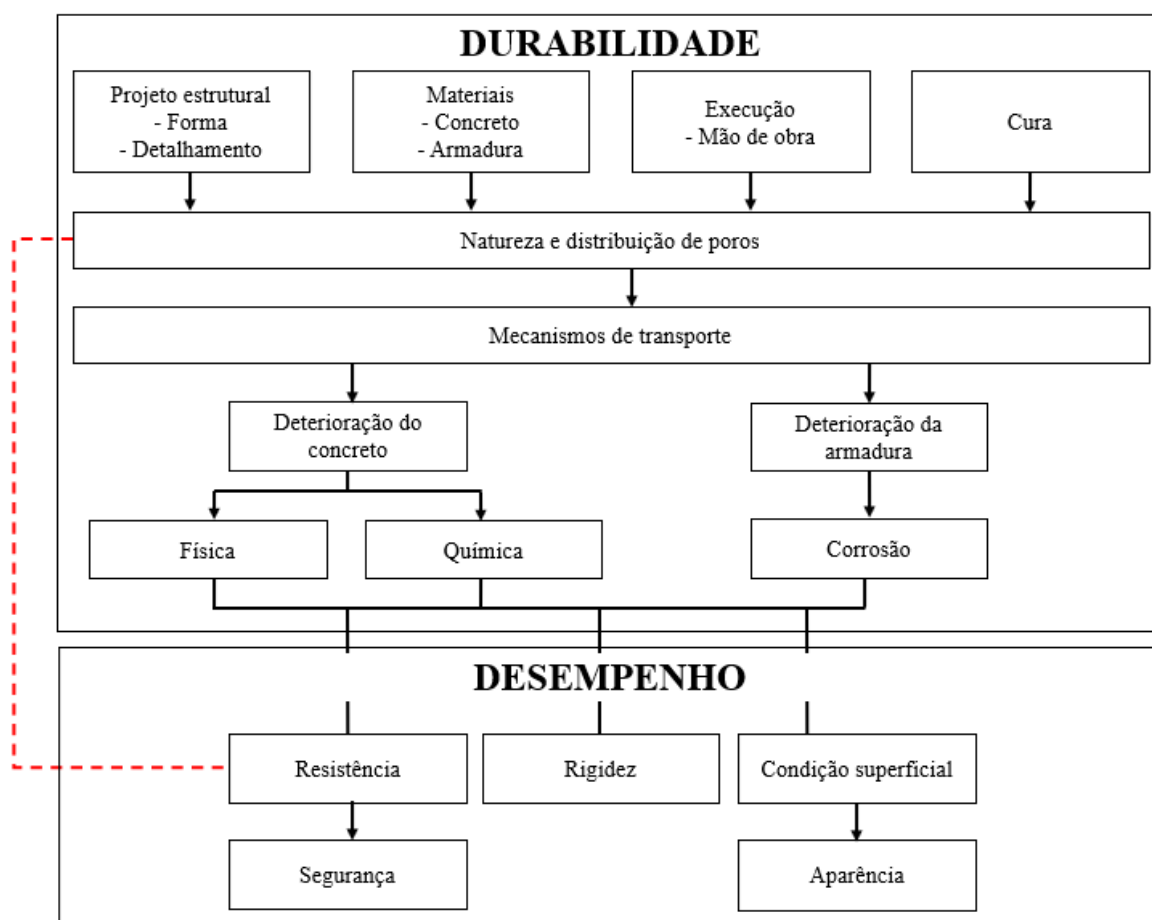 DURABILIDADE
Projeto estrutural
- Forma
- Detalhamento
Materiais
- Concreto
- Armadura
Execução
- Mão de obra
Cura
Natureza e distribuição de poros
Mecanismos de transporte
Deterioração do
concreto
Deterioração da
armadura
Física
Química
Corrosão
DESEMPENHO
Resistência
Rigidez
Condição superficial
Segurança
Aparência